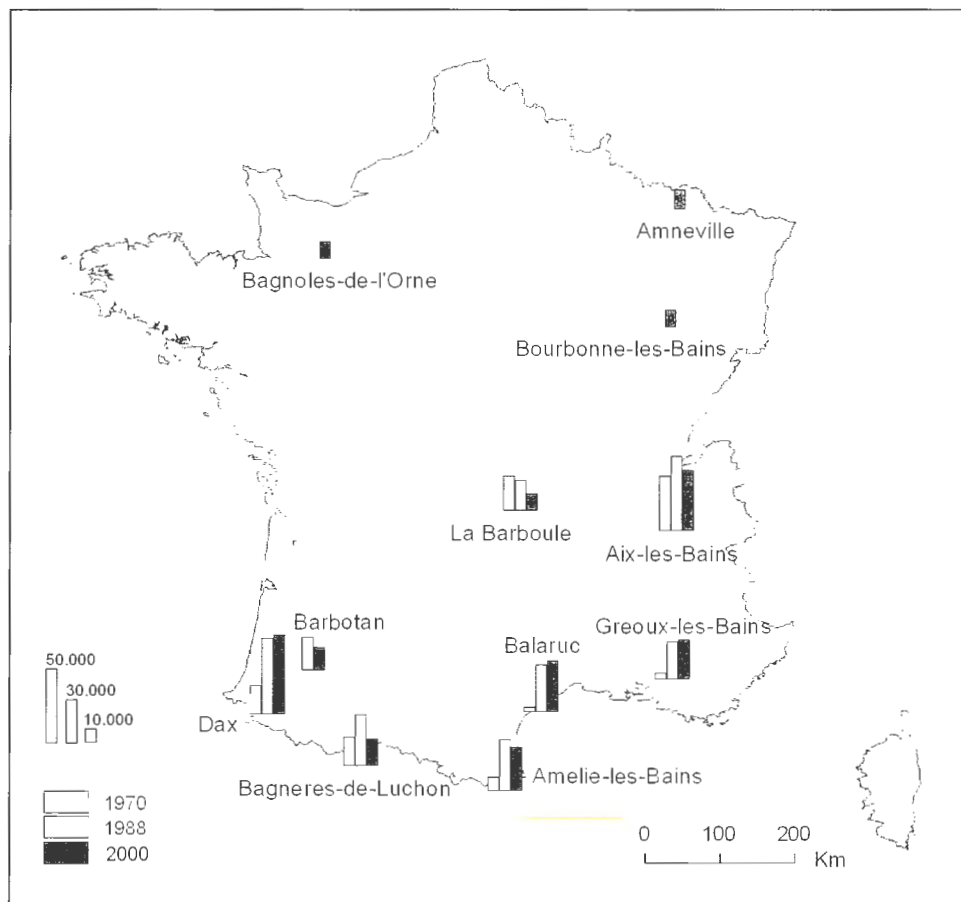 Amneville
Bagnoles-de-l'Orne
Bourbonne-les-Bains
La Barboule
Aix-les-Bains
Barbotan
Greoux-les-Bains
Balaruc
50.000
30.000
10.000
Dax
Bagneres-de-Luchon
Amelie-les-Bains
1970
1988
2000
0 100 200
Km